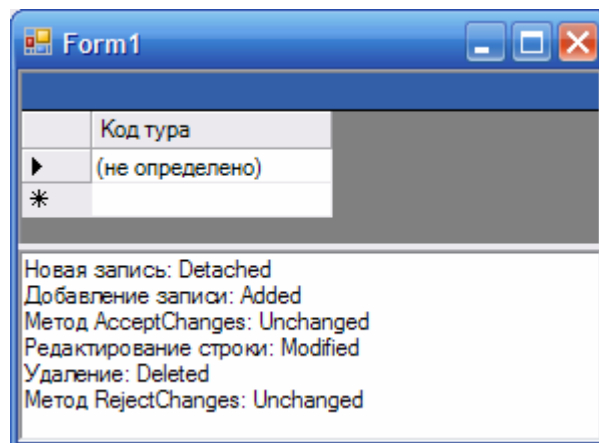 Form1
Код тура
(не определено)
Новая запись: Detached
Добавление записи: Added
Метод AcceptChanges: Unchanged
Редактирование строки: Modified
Удаление: Deleted
Метод RejectChanges: Unchanged